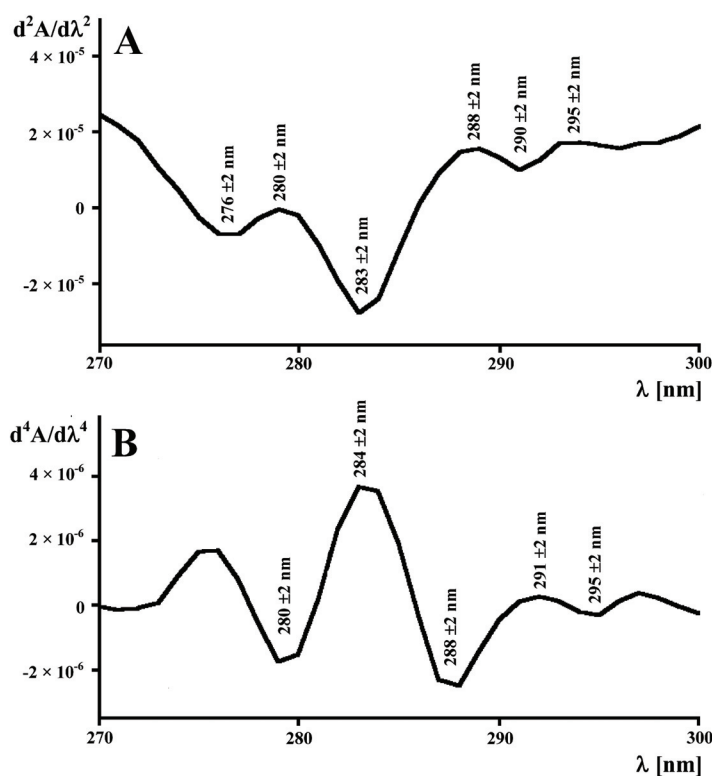 d²A/dλ²
A
4 × 10⁻⁵
2 × 10⁻⁵
0
-2 × 10⁻⁵
276 ±2 nm
280 ±2 nm
283 ±2 nm
288 ±2 nm
290 ±2 nm
295 ±2 nm
270
280
290
300
λ [nm]
d⁴A/dλ⁴
B
4 × 10⁻⁶
2 × 10⁻⁶
0
-2 × 10⁻⁶
280 ±2 nm
284 ±2 nm
288 ±2 nm
291 ±2 nm
295 ±2 nm
270
280
290
300
λ [nm]